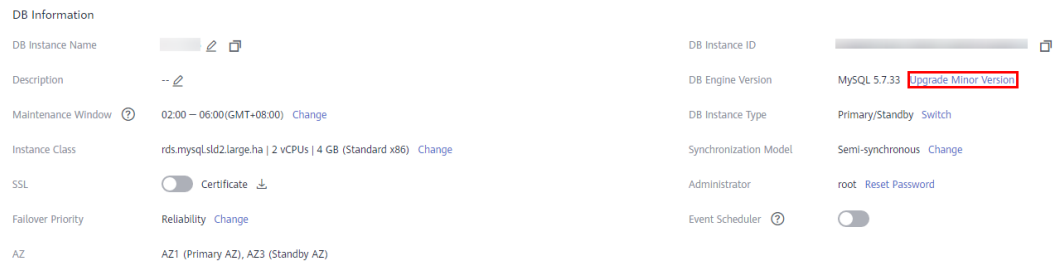 DB Information
DB Instance Name
DB Instance ID
Description -- DB Engine Version MySQL 5.7.33 Upgrade Minor Version
Maintenance Window ? 02:00 — 06:00(GMT+08:00) Change DB Instance Type Primary/Standby Switch
Instance Class rds.mysql.sld2.large.ha | 2 vCPUs | 4 GB (Standard x86) Change Synchronization Model Semi-synchronous Change
SSL Certificate Administrator root Reset Password
Failover Priority Reliability Change Event Scheduler ?
AZ AZ1 (Primary AZ), AZ3 (Standby AZ)